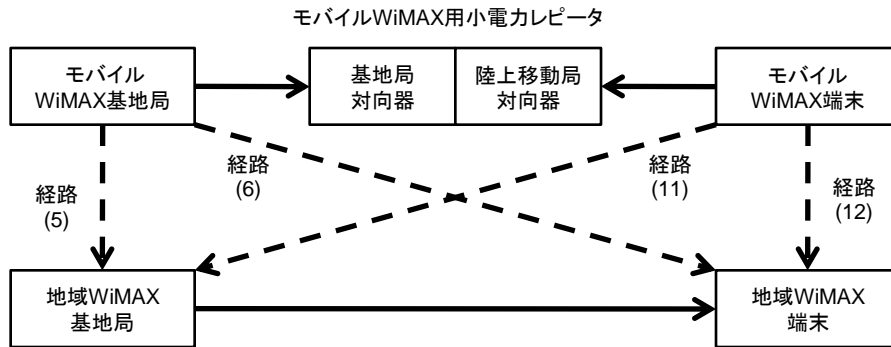 モバイルWiMAX用小電力レピータ
モバイル
WiMAX基地局
基地局
対向器
陸上移動局
対向器
モバイル
WiMAX端末
経路
(5)
経路
(6)
経路
(11)
経路
(12)
地域WiMAX
基地局
地域WiMAX
端末